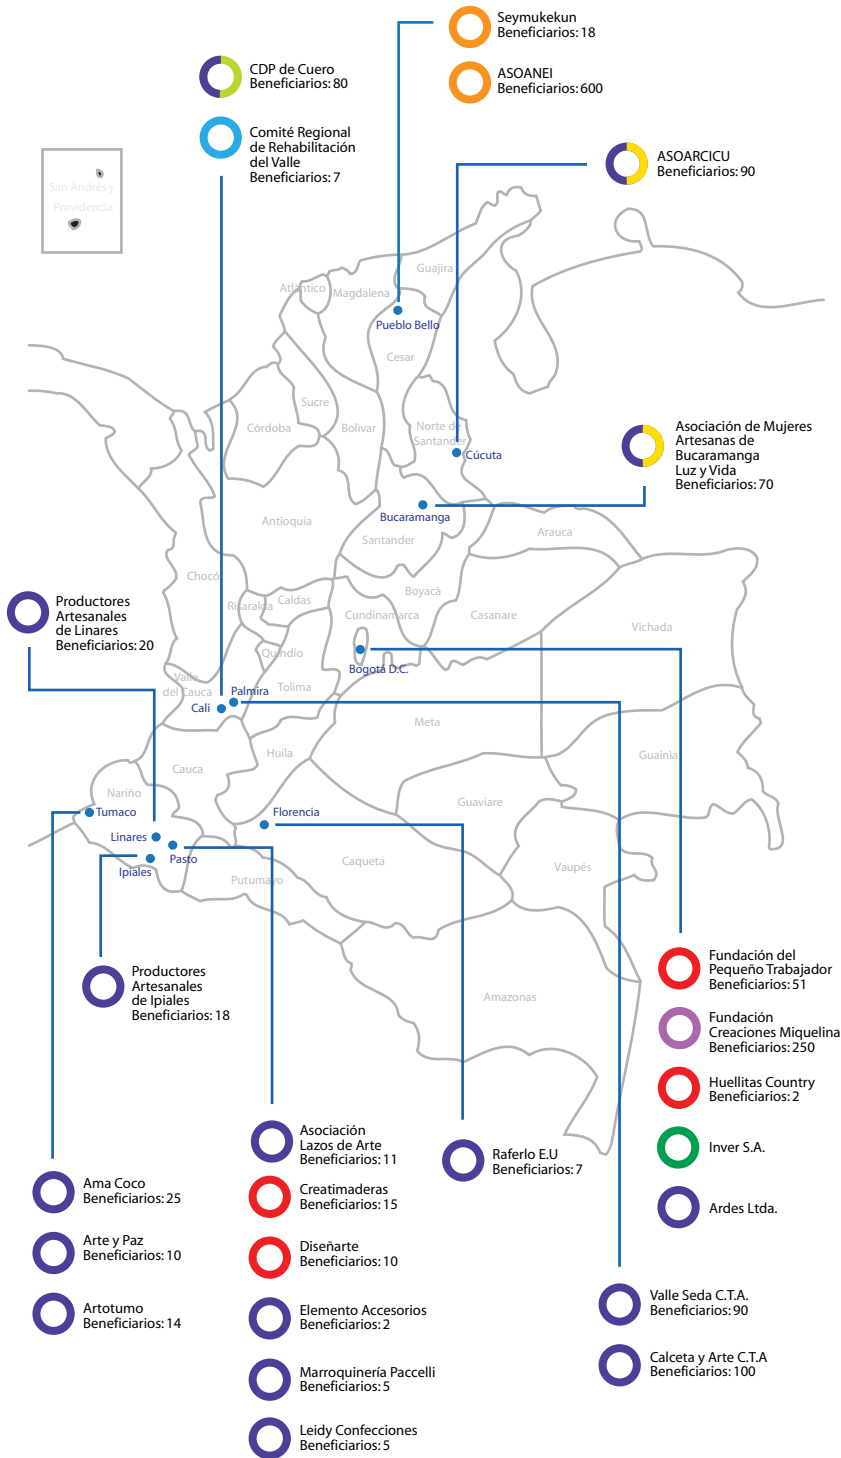 Seymukekun
Beneficiarios: 18
ASOANEI
Beneficiarios: 600
CDP de Cuero
Beneficiarios: 80
Comité Regional
de Rehabilitación
del Valle
Beneficiarios: 7
ASOARCICU
Beneficiarios: 90
San Andrés y
Providencia
Guajira
Atlántico
Magdalena
Pueblo Bello
Cesar
Sucre
Córdoba
Bolívar
Norte de
Santander
Cúcuta
Asociación de Mujeres
Artesanas de
Bucaramanga
Luz y Vida
Beneficiarios: 70
Bucaramanga
Antioquia
Santander
Arauca
Chocó
Boyacà
Risaralda
Caldas
Cundinamarca
Casanare
Vichada
Productores
Artesanales
de Linares
Beneficiarios: 20
Quindío
Bogotá D.C.
Valle
del Cauca
Palmira
Tolima
Cali
Meta
Huila
Guainìa
Cauca
Nariño
Guaviare
Tumaco
Florencia
Linares
Pasto
Ipiales
Caquetá
Putumayo
Vaupés
Productores
Artesanales
de Ipiales
Beneficiarios: 18
Amazonas
Fundación del
Pequeño Trabajador
Beneficiarios: 51
Fundación
Creaciones Miquelina
Beneficiarios: 250
Huellitas Country
Beneficiarios: 2
Inver S.A.
Ardes Ltda.
Asociación
Lazos de Arte
Beneficiarios: 11
Creatimaderas
Beneficiarios: 15
Diseñarte
Beneficiarios: 10
Elemento Accesorios
Beneficiarios: 2
Marroquinería Paccelli
Beneficiarios: 5
Leidy Confecciones
Beneficiarios: 5
Raferlo E.U
Beneficiarios: 7
Ama Coco
Beneficiarios: 25
Arte y Paz
Beneficiarios: 10
Artotumo
Beneficiarios: 14
Valle Seda C.T.A.
Beneficiarios: 90
Calceta y Arte C.T.A
Beneficiarios: 100